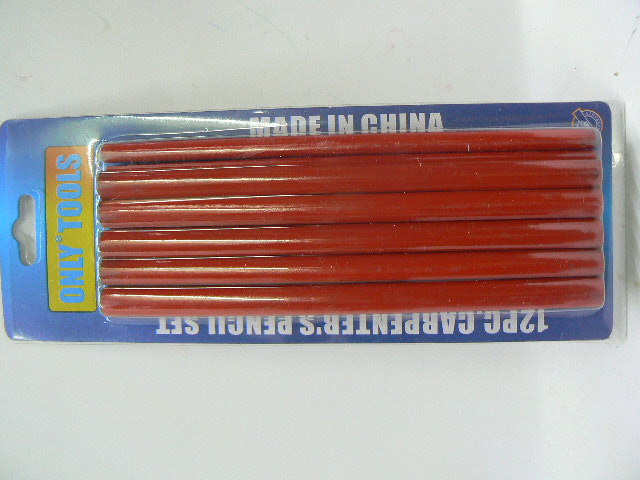 MADE IN CHINA
ONLY° TOOLS
12PC. CARPENTER'S PENCIL SET